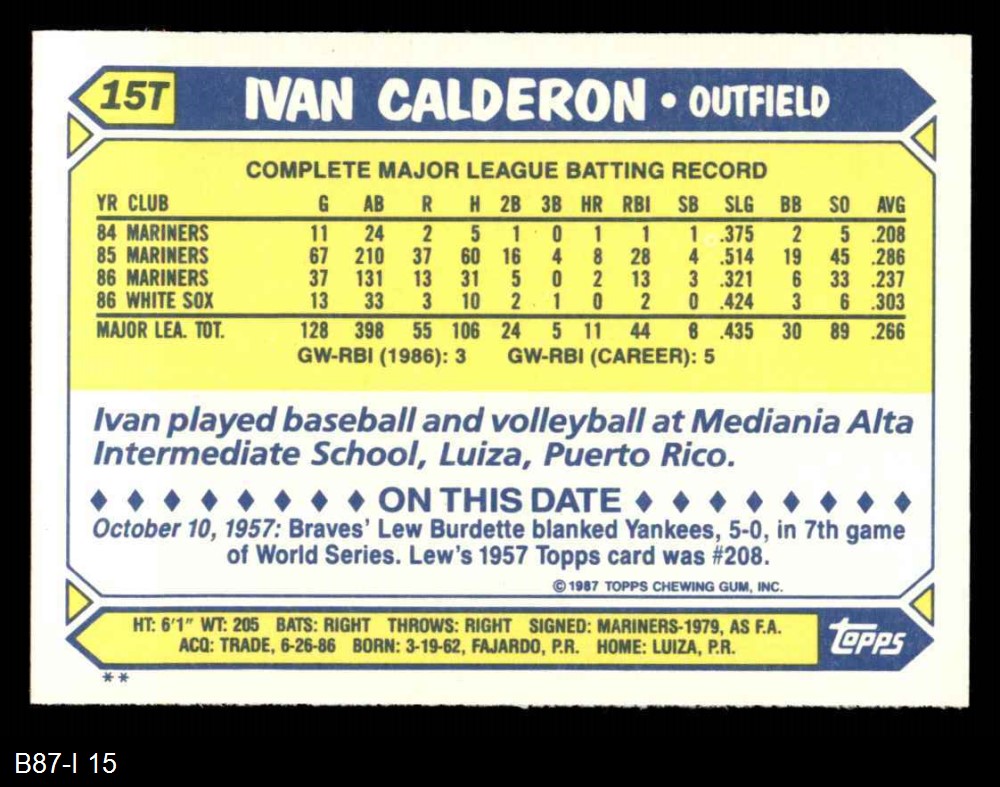 15T IVAN CALDERON • OUTFIELD
COMPLETE MAJOR LEAGUE BATTING RECORD
YR CLUB G AB R H 2B 3B HR RBI SB SLG BB SO AVG
84 MARINERS 11 24 2 5 1 0 1 1 1 .375 2 5 .208
85 MARINERS 67 210 37 60 16 4 8 28 4 .514 19 45 .286
86 MARINERS 37 131 13 31 5 0 2 13 3 .321 6 33 .237
86 WHITE SOX 13 33 3 10 2 1 0 2 0 .424 3 6 .303
MAJOR LEA. TOT. 128 398 55 106 24 5 11 44 8 .435 30 89 .266
GW-RBI (1986): 3 GW-RBI (CAREER): 5
Ivan played baseball and volleyball at Mediania Alta
Intermediate School, Luiza, Puerto Rico.
♦ ♦ ♦ ♦ ♦ ♦ ♦ ♦ ON THIS DATE ♦ ♦ ♦ ♦ ♦ ♦ ♦ ♦
October 10, 1957: Braves' Lew Burdette blanked Yankees, 5-0, in 7th game
of World Series. Lew's 1957 Topps card was #208.
© 1987 TOPPS CHEWING GUM, INC.
HT: 6'1" WT: 205 BATS: RIGHT THROWS: RIGHT SIGNED: MARINERS-1979, AS F.A.
ACQ: TRADE, 6-26-86 BORN: 3-19-62, FAJARDO, P.R. HOME: LUIZA, P.R.
topps
**
B87-I 15